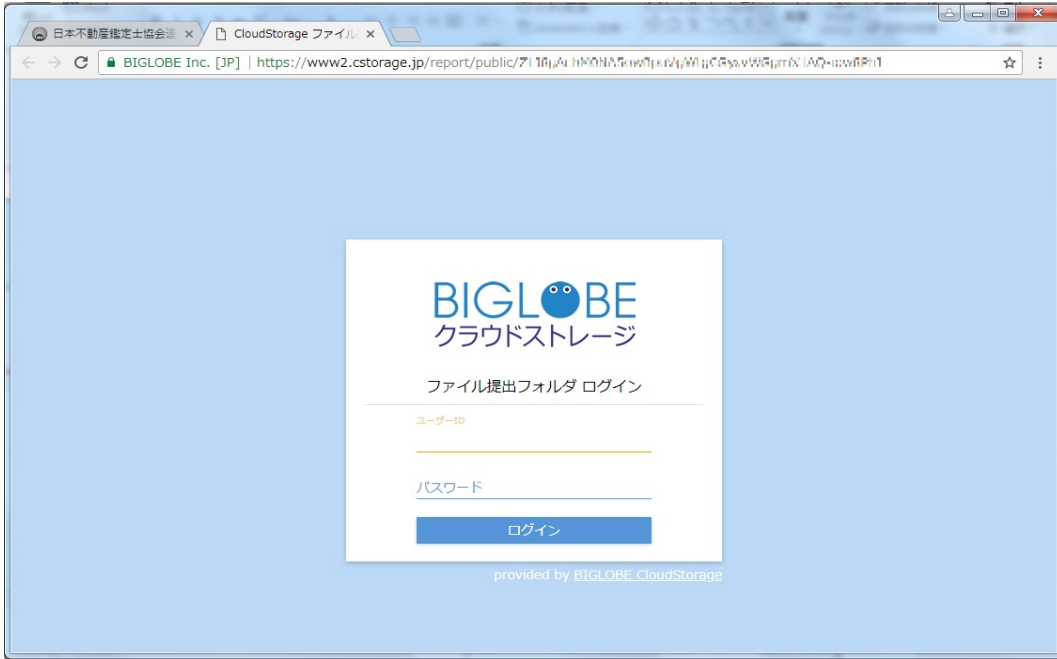 日本不動産鑑定士協会
CloudStorage ファイル
BIGLOBE Inc. [JP] | https://www2.cstorage.jp/report/public/
BIGLOBE
クラウドストレージ
ファイル提出フォルダ ログイン
ユーザーID
パスワード
ログイン
provided by BIGLOBE CloudStorage